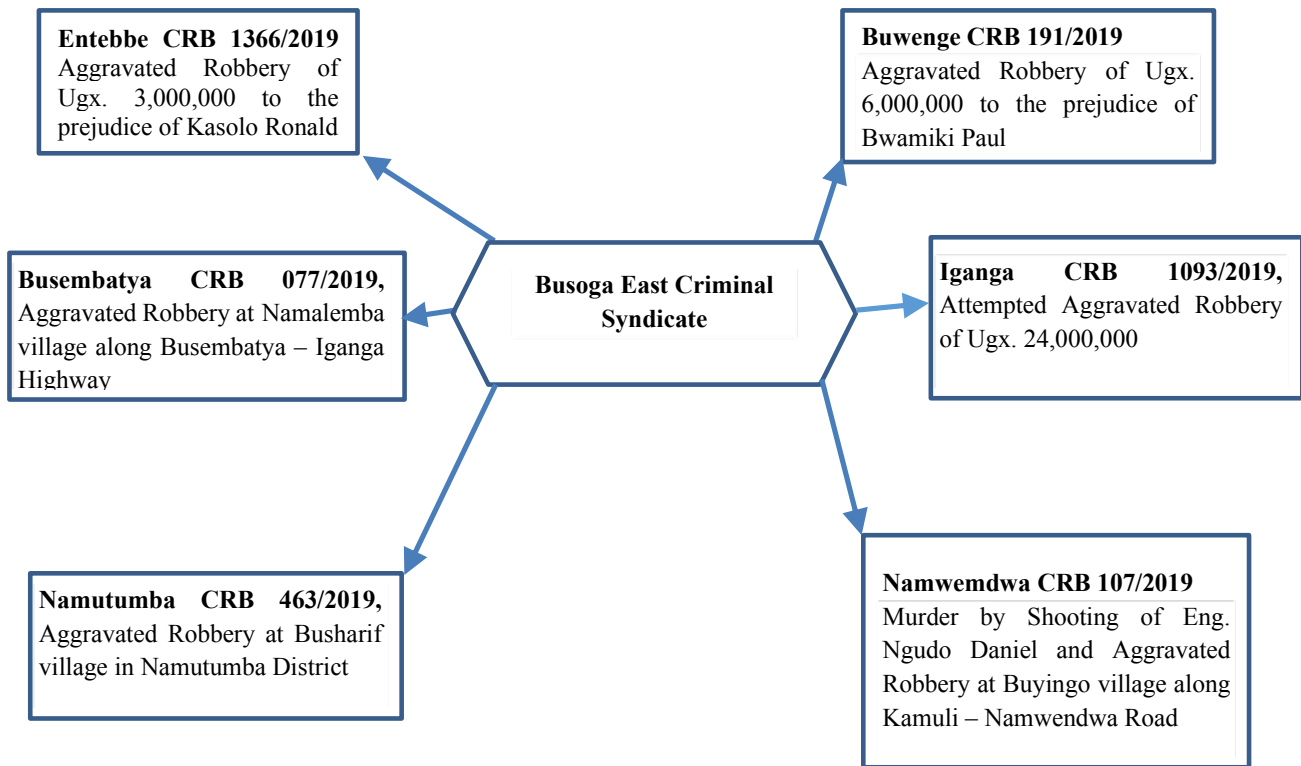 Entebbe CRB 1366/2019
Aggravated Robbery of
Ugx. 3,000,000 to the
prejudice of Kasolo Ronald
Buwenge CRB 191/2019
Aggravated Robbery of Ugx.
6,000,000 to the prejudice of
Bwamiki Paul
Busembatya CRB 077/2019,
Aggravated Robbery at Namalemba
village along Busembatya – Iganga
Highway
Busoga East Criminal
Syndicate
Iganga CRB 1093/2019,
Attempted Aggravated Robbery
of Ugx. 24,000,000
Namutumba CRB 463/2019,
Aggravated Robbery at Busharif
village in Namutumba District
Namwemdwa CRB 107/2019
Murder by Shooting of Eng.
Ngudo Daniel and Aggravated
Robbery at Buyingo village along
Kamuli – Namwendwa Road